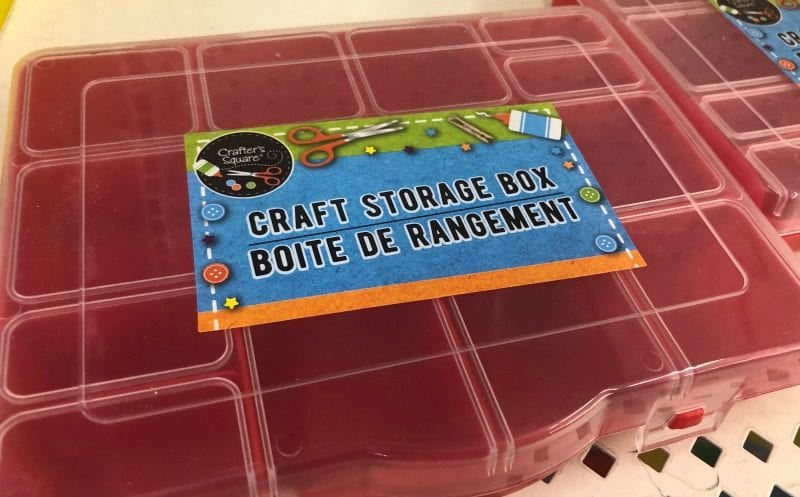 Crafter's
Square
CRAFT STORAGE BOX
BOITE DE RANGEMENT